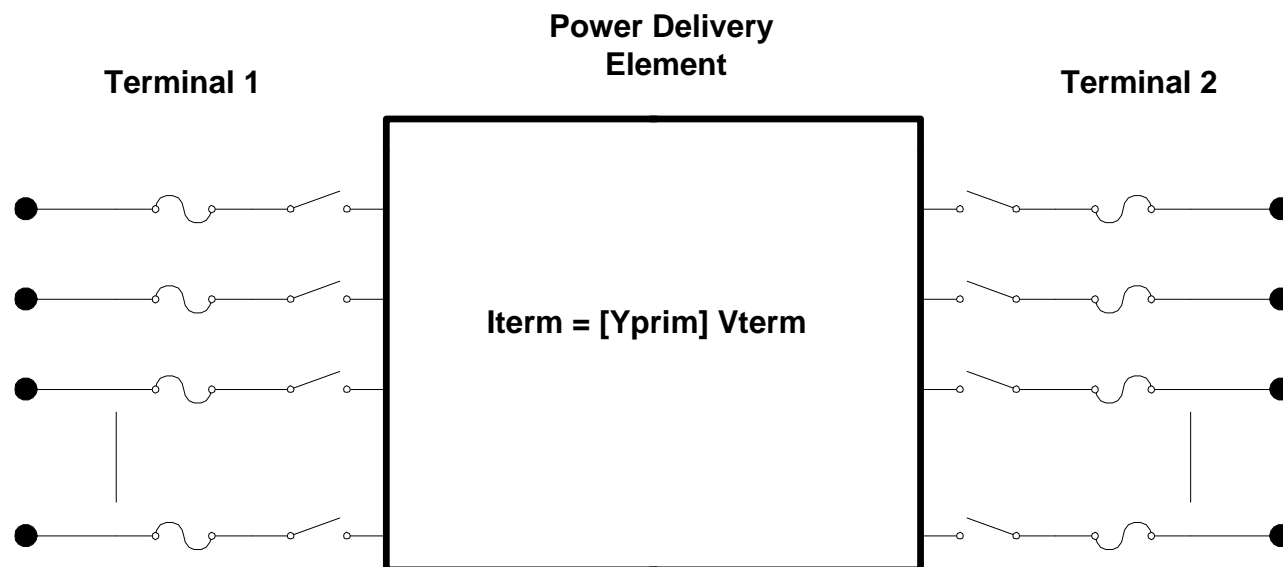 Power Delivery
Element
Terminal 1
Terminal 2
Iterm = [Yprim] Vterm